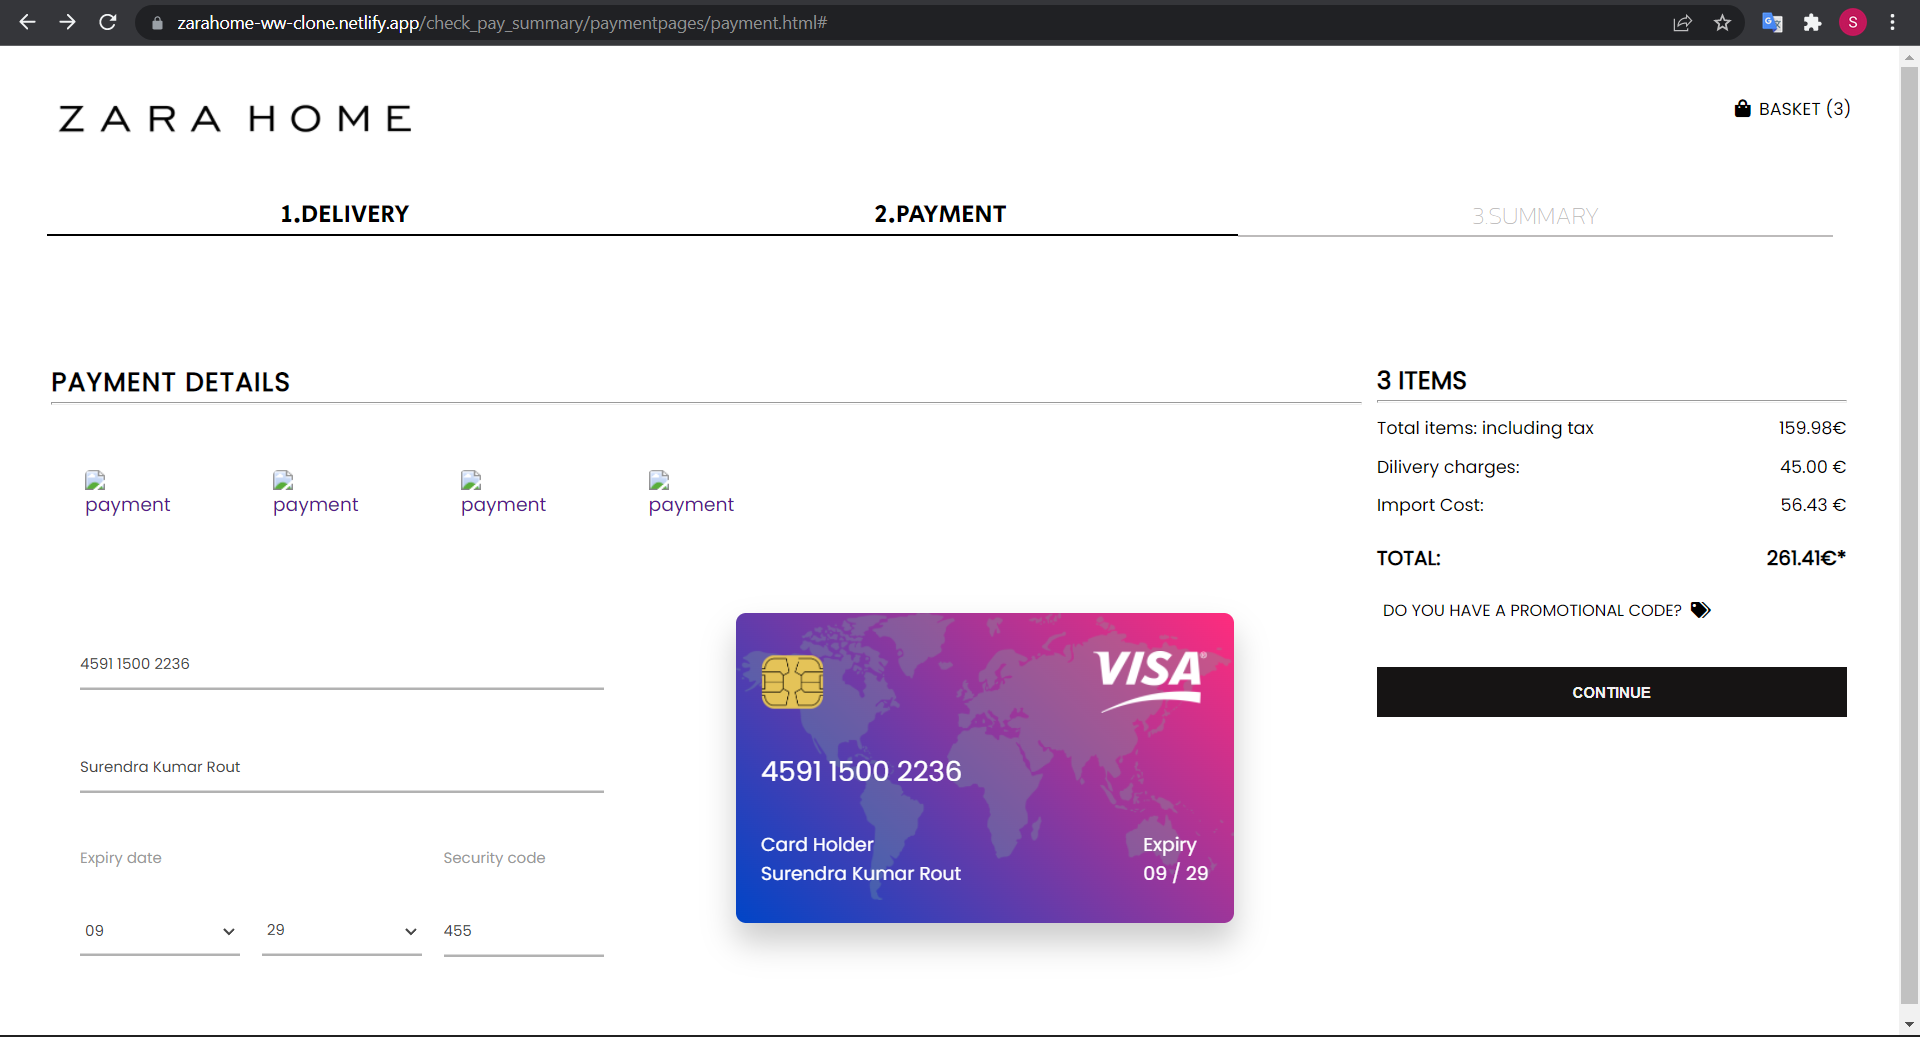 zarahome-ww-clone.netlify.app/check_pay_summary/paymentpages/payment.html#
S
ZARA HOME
BASKET (3)
1.DELIVERY
2.PAYMENT
3.SUMMARY
PAYMENT DETAILS
payment
payment
payment
payment
4591 1500 2236
Surendra Kumar Rout
Expiry date
Security code
09
29
455
VISA
4591 1500 2236
Card Holder
Expiry
Surendra Kumar Rout
09 / 29
3 ITEMS
Total items: including tax
159.98€
Dilivery charges:
45.00 €
Import Cost:
56.43 €
TOTAL:
261.41€*
DO YOU HAVE A PROMOTIONAL CODE?
CONTINUE